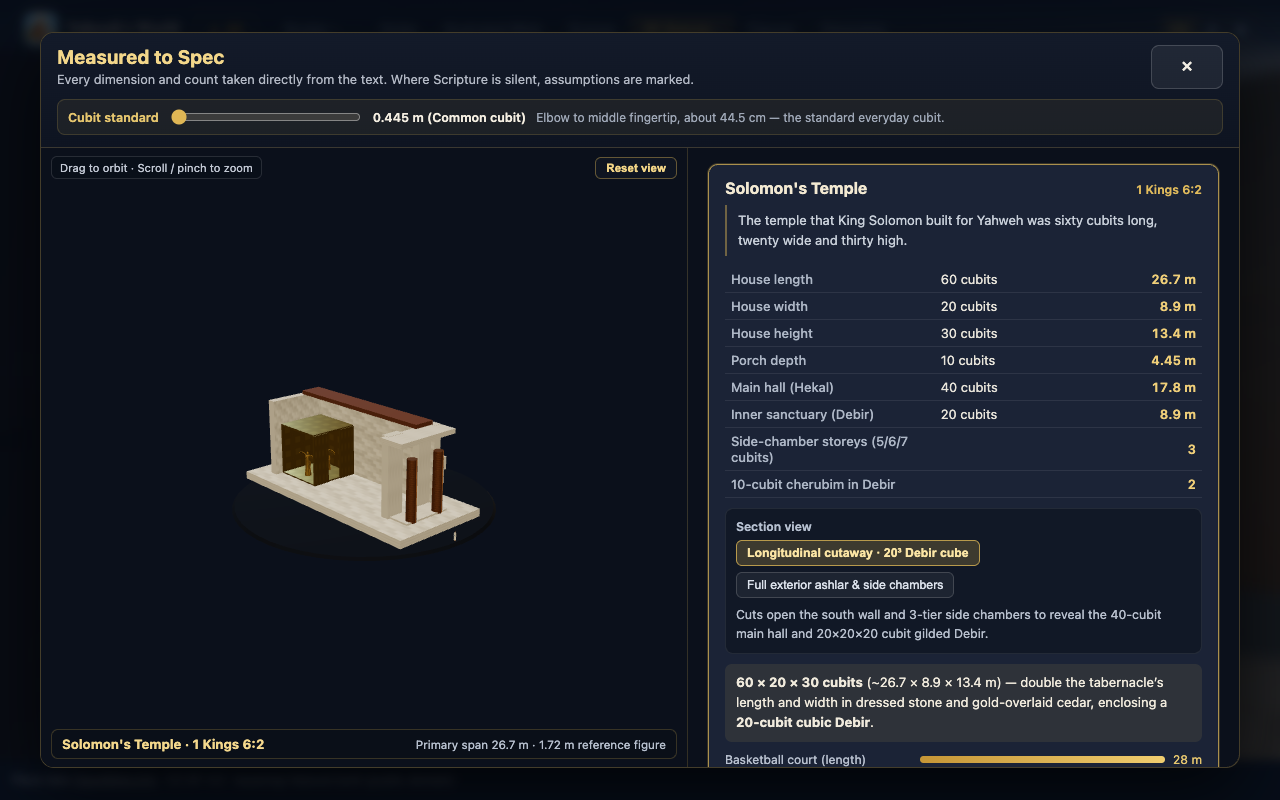 Measured to Spec
Every dimension and count taken directly from the text. Where Scripture is silent, assumptions are marked.
×
Cubit standard 0.445 m (Common cubit) Elbow to middle fingertip, about 44.5 cm — the standard everyday cubit.
Drag to orbit · Scroll / pinch to zoom
Reset view
Solomon's Temple · 1 Kings 6:2
Primary span 26.7 m · 1.72 m reference figure
Solomon's Temple 1 Kings 6:2
The temple that King Solomon built for Yahweh was sixty cubits long,
twenty wide and thirty high.
House length 60 cubits 26.7 m
House width 20 cubits 8.9 m
House height 30 cubits 13.4 m
Porch depth 10 cubits 4.45 m
Main hall (Hekal) 40 cubits 17.8 m
Inner sanctuary (Debir) 20 cubits 8.9 m
Side-chamber storeys (5/6/7
cubits) 3
10-cubit cherubim in Debir 2
Section view
Longitudinal cutaway · 20³ Debir cube
Full exterior ashlar & side chambers
Cuts open the south wall and 3-tier side chambers to reveal the 40-cubit
main hall and 20×20×20 cubit gilded Debir.
60 × 20 × 30 cubits (~26.7 × 8.9 × 13.4 m) — double the tabernacle’s
length and width in dressed stone and gold-overlaid cedar, enclosing a
20-cubit cubic Debir.
Basketball court (length) 28 m